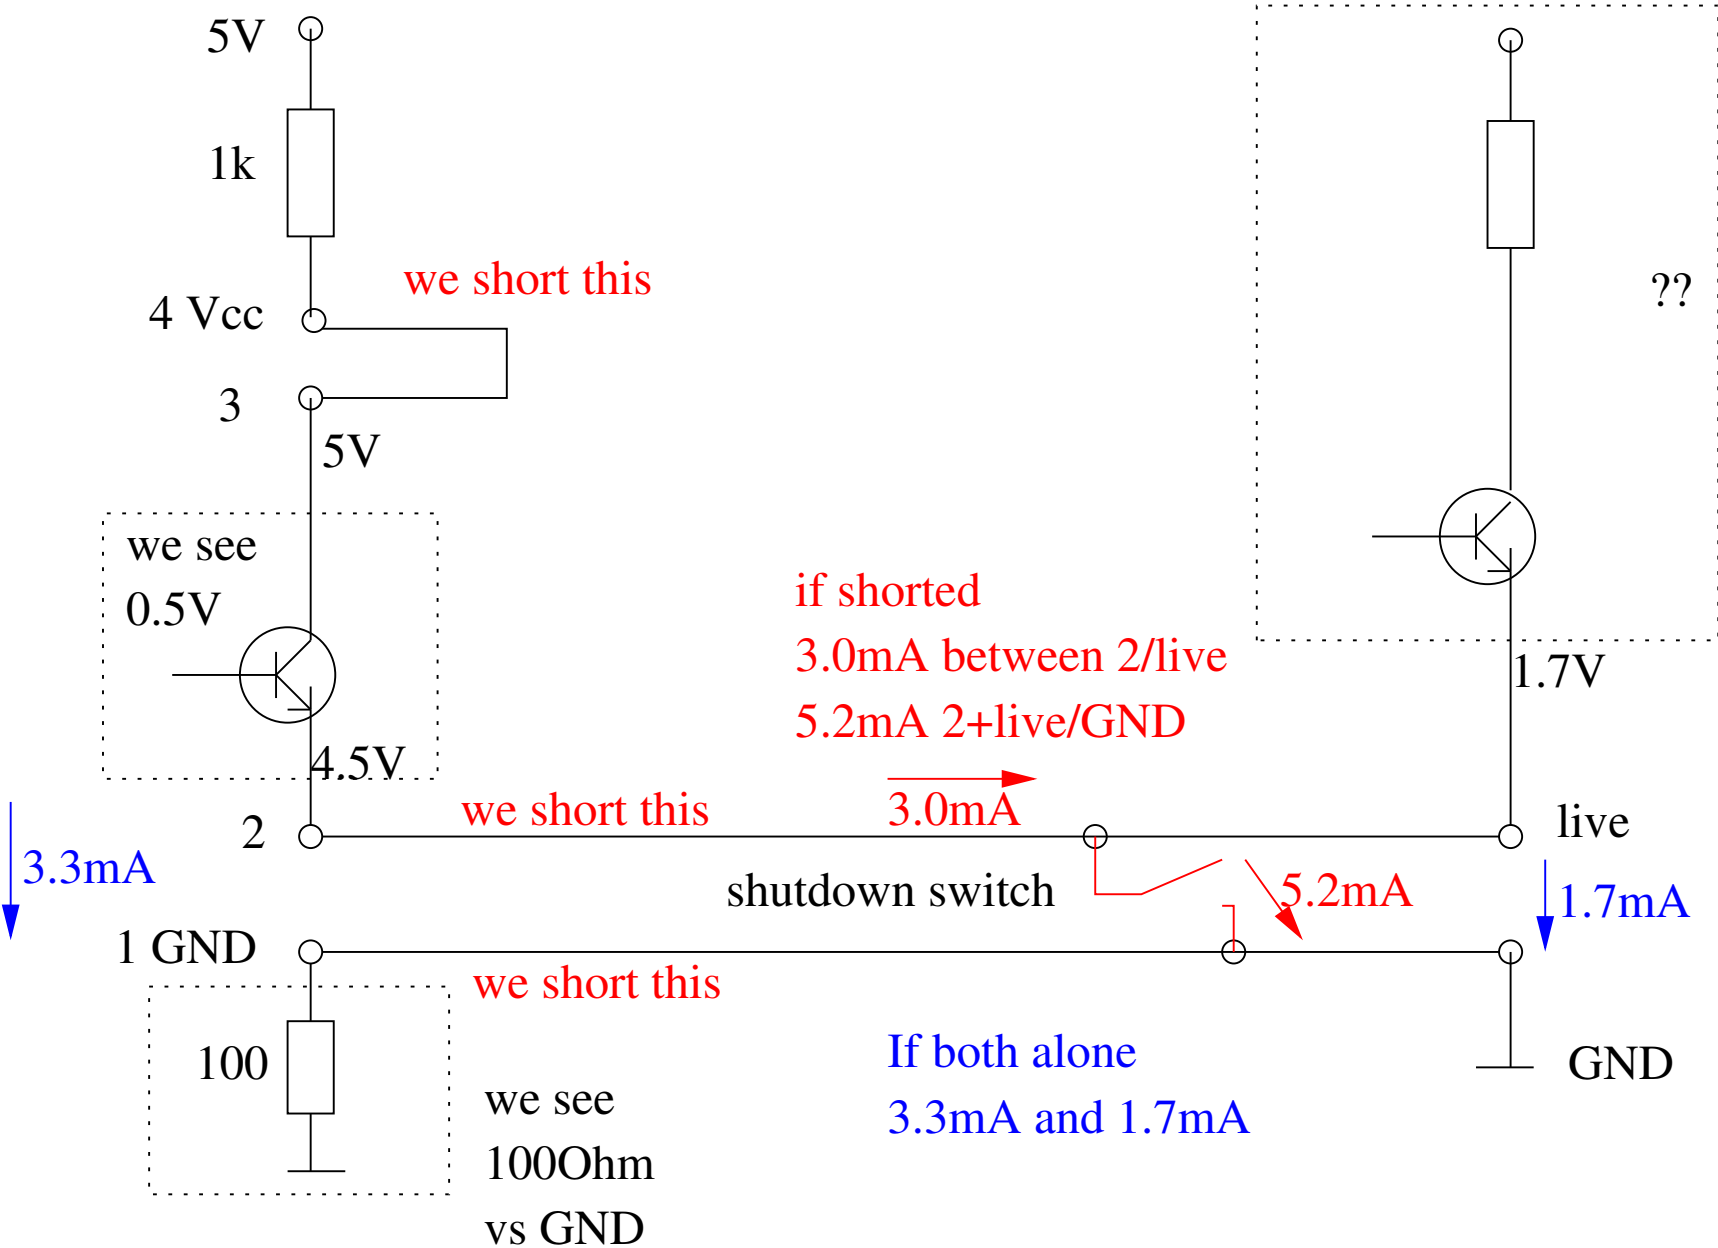 5V
1k
we short this
4 Vcc
??
3
5V
we see
0.5V
if shorted
3.0mA between 2/live
1.7V
5.2mA 2+live/GND
4.5V
we short this
3.0mA
live
2
3.3mA
shutdown switch
5.2mA
1.7mA
1 GND
we short this
If both alone
100
GND
we see
3.3mA and 1.7mA
100Ohm
vs GND